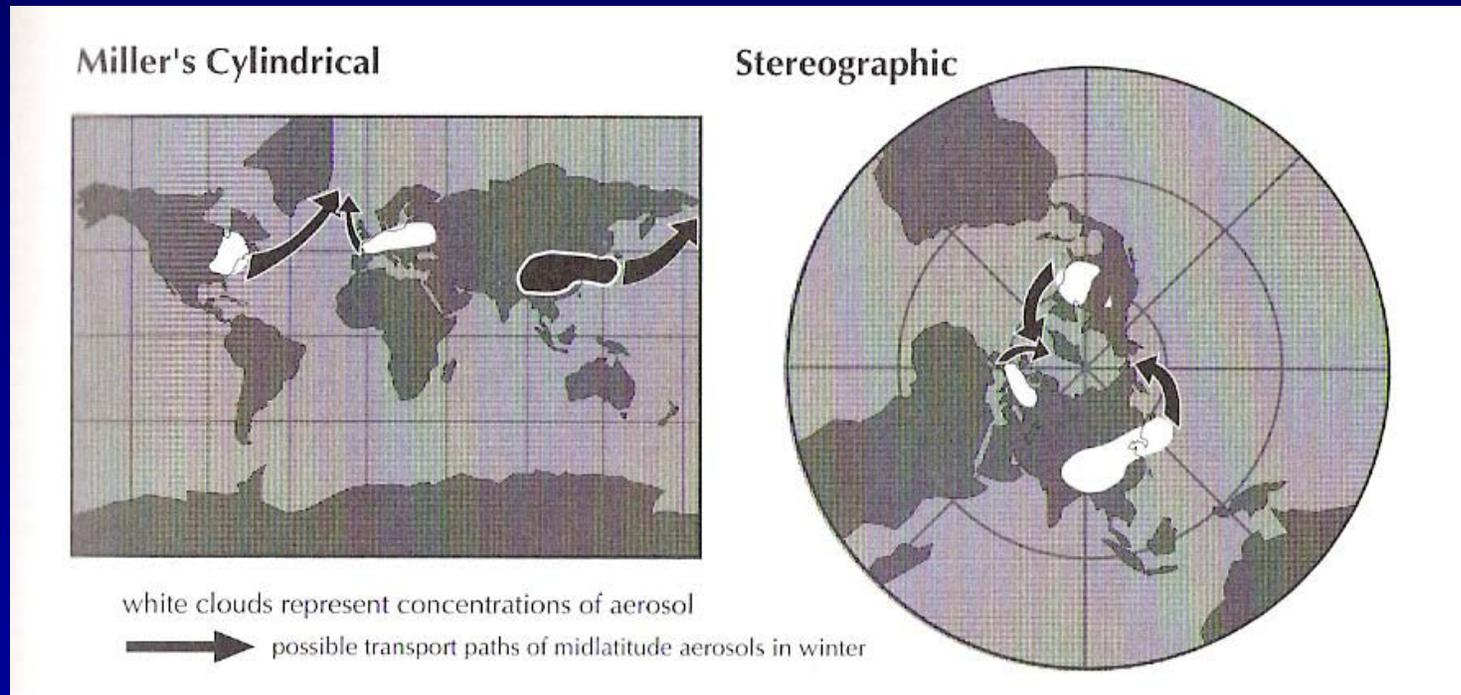 Miller's Cylindrical
Stereographic
white clouds represent concentrations of aerosol
possible transport paths of midlatitude aerosols in winter